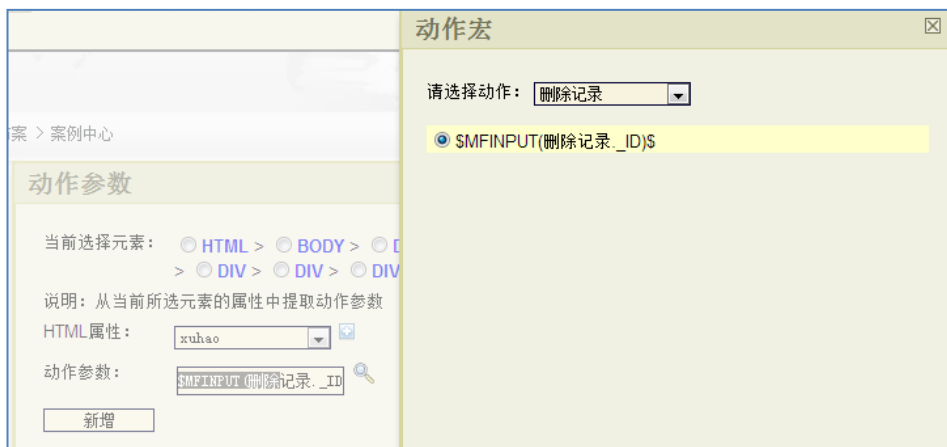 动作宏
请选择动作： 删除记录
$MFINPUT(删除记录._ID)$
案 > 案例中心
动作参数
当前选择元素： HTML > BODY > D
> DIV > DIV > DIV
说明：从当前所选元素的属性中提取动作参数
HTML属性： xuhao
动作参数： $MFINPUT(删除记录._ID
新增